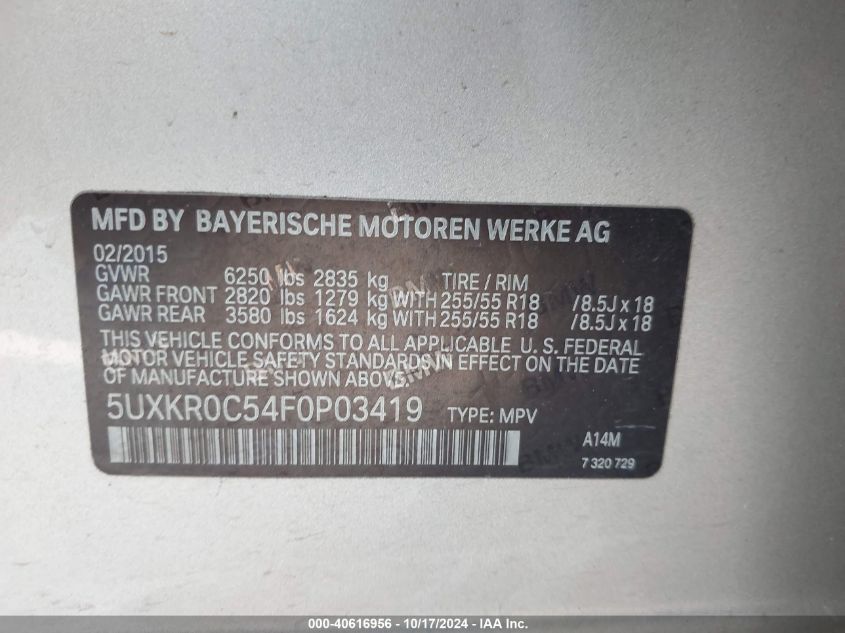 MFD BY BAYERISCHE MOTOREN WERKE AG
02/2015
GVWR 6250 lbs 2835 kg TIRE / RIM
GAWR FRONT 2820 lbs 1279 kg WITH 255/55 R18 /8.5J x 18
GAWR REAR 3580 lbs 1624 kg WITH 255/55 R18 /8.5J x 18
THIS VEHICLE CONFORMS TO ALL APPLICABLE U.S. FEDERAL
MOTOR VEHICLE SAFETY STANDARDS IN EFFECT ON THE DATE
OF MANUFACTURE SHOWN ABOVE.
5UXKR0C54F0P03419 TYPE: MPV
A14M
7 320 729
000-40616956 - 10/17/2024 - IAA Inc.